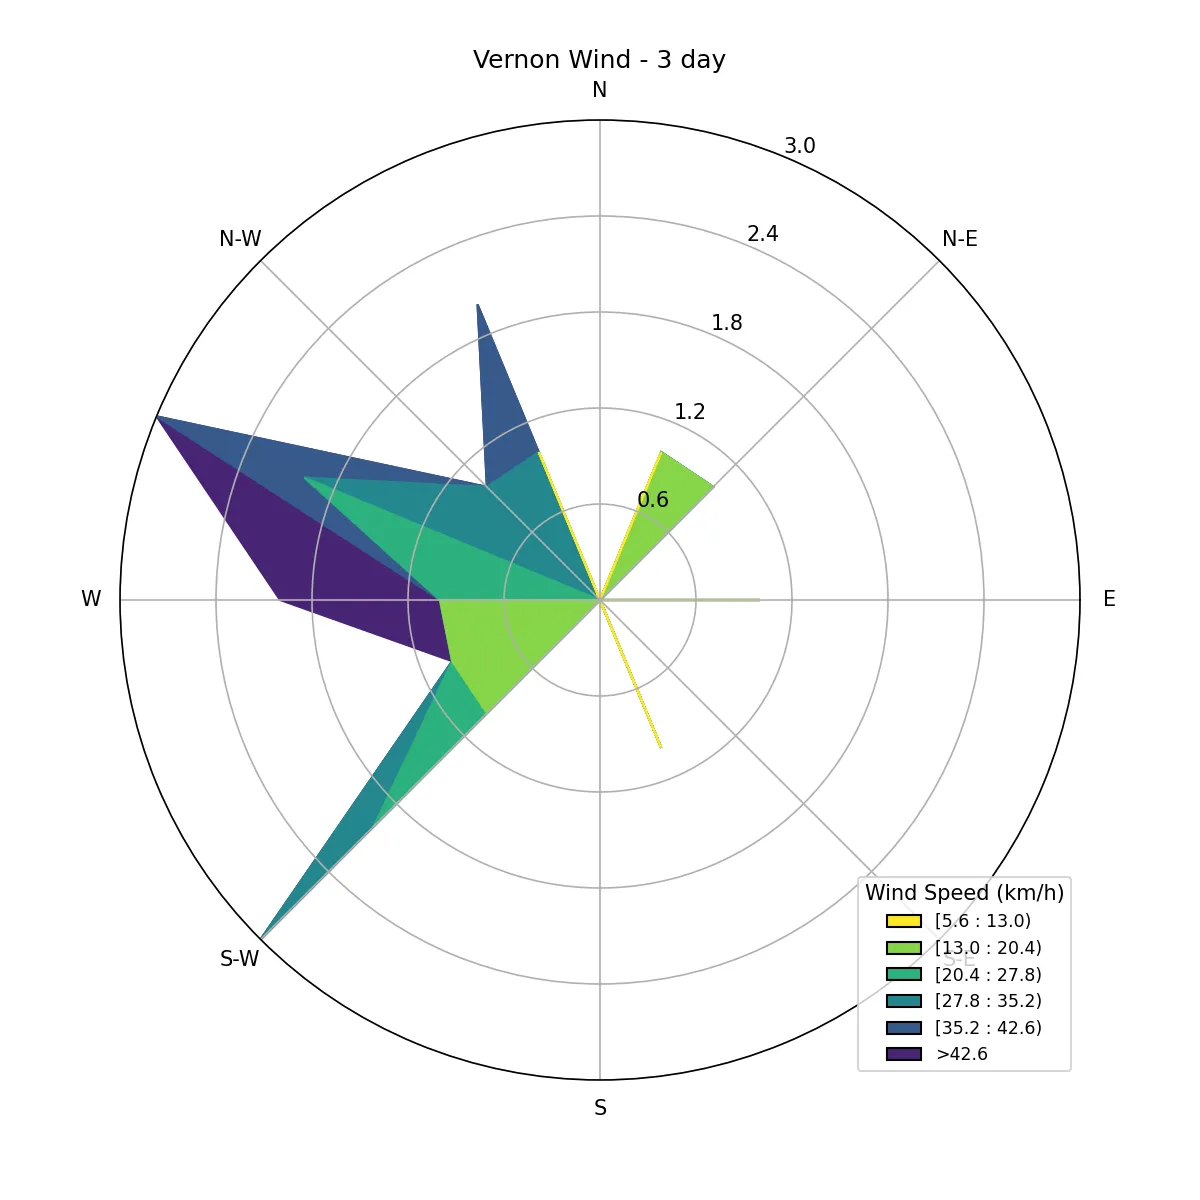 Vernon Wind - 3 day
N
3.0
N-W
2.4
N-E
1.8
1.2
0.6
W
E
S-W
S-E
S
Wind Speed (km/h)
[5.6 : 13.0)
[13.0 : 20.4)
[20.4 : 27.8)
[27.8 : 35.2)
[35.2 : 42.6)
>42.6